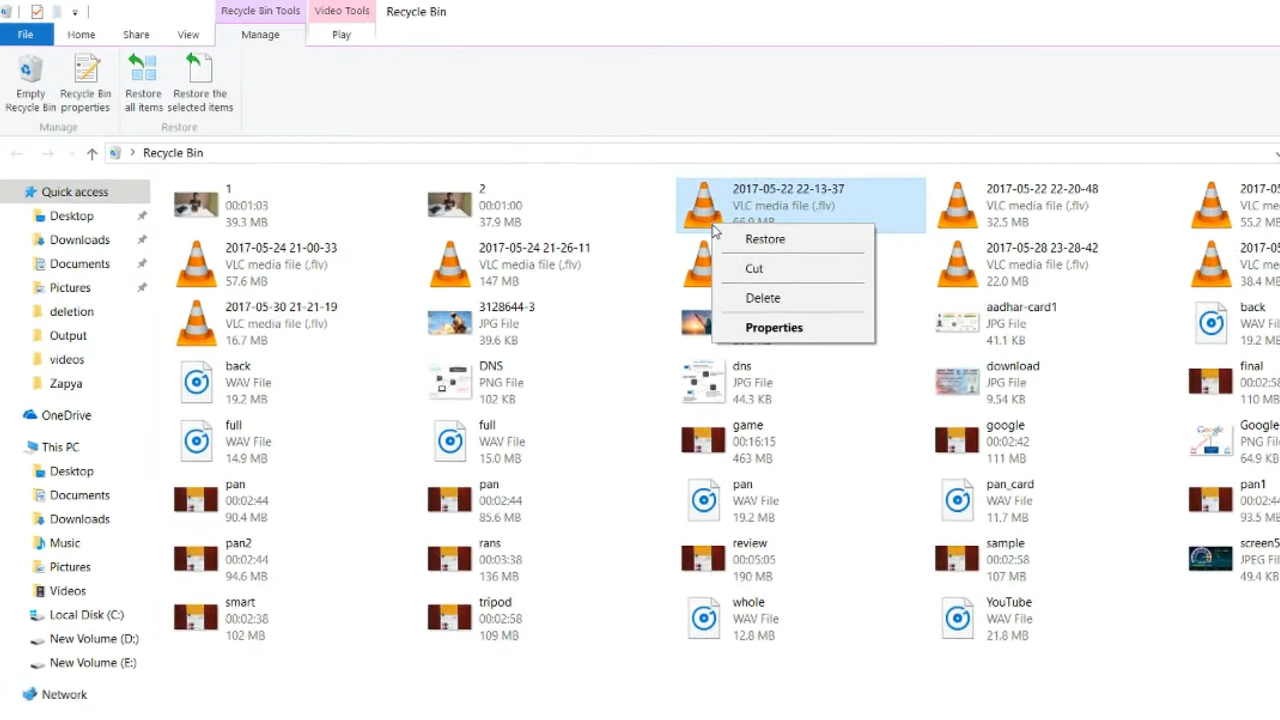 Recycle Bin Tools
Video Tools
Recycle Bin
File
Home
Share
View
Manage
Play
Empty
Recycle Bin
Recycle Bin
properties
Restore
all items
Restore the
selected items
Manage
Restore
Recycle Bin
Quick access
Desktop
Downloads
Documents
Pictures
deletion
Output
videos
Zapya
OneDrive
This PC
Desktop
Documents
Downloads
Music
Pictures
Videos
Local Disk (C:)
New Volume (D:)
New Volume (E:)
Network
1
00:01:03
39.3 MB
2
00:01:00
37.9 MB
2017-05-22 22-13-37
VLC media file (.flv)
66.9 MB
2017-05-22 22-20-48
VLC media file (.flv)
32.5 MB
2017-05
VLC me
55.2 MB
2017-05-24 21-00-33
VLC media file (.flv)
57.6 MB
2017-05-24 21-26-11
VLC media file (.flv)
147 MB
Restore
Cut
Delete
Properties
2017-05-28 23-28-42
VLC media file (.flv)
22.0 MB
2017-05
VLC me
38.4 MB
2017-05-30 21-21-19
VLC media file (.flv)
16.7 MB
3128644-3
JPG File
39.6 KB
aadhar-card1
JPG File
41.1 KB
back
WAV Fil
19.2 MB
back
WAV File
19.2 MB
DNS
PNG File
102 KB
dns
JPG File
44.3 KB
download
JPG File
9.54 KB
final
00:02:58
110 MB
full
WAV File
14.9 MB
full
WAV File
15.0 MB
game
00:16:15
463 MB
google
00:02:42
111 MB
Google
PNG File
64.9 KB
pan
00:02:44
90.4 MB
pan
00:02:44
85.6 MB
pan
WAV File
19.2 MB
pan_card
WAV File
11.7 MB
pan1
00:02:44
93.5 MB
pan2
00:02:44
94.6 MB
rans
00:03:38
136 MB
review
00:05:05
190 MB
sample
00:02:58
107 MB
screen5
JPEG File
49.4 KB
smart
00:02:38
102 MB
tripod
00:02:58
109 MB
whole
WAV File
12.8 MB
YouTube
WAV File
21.8 MB